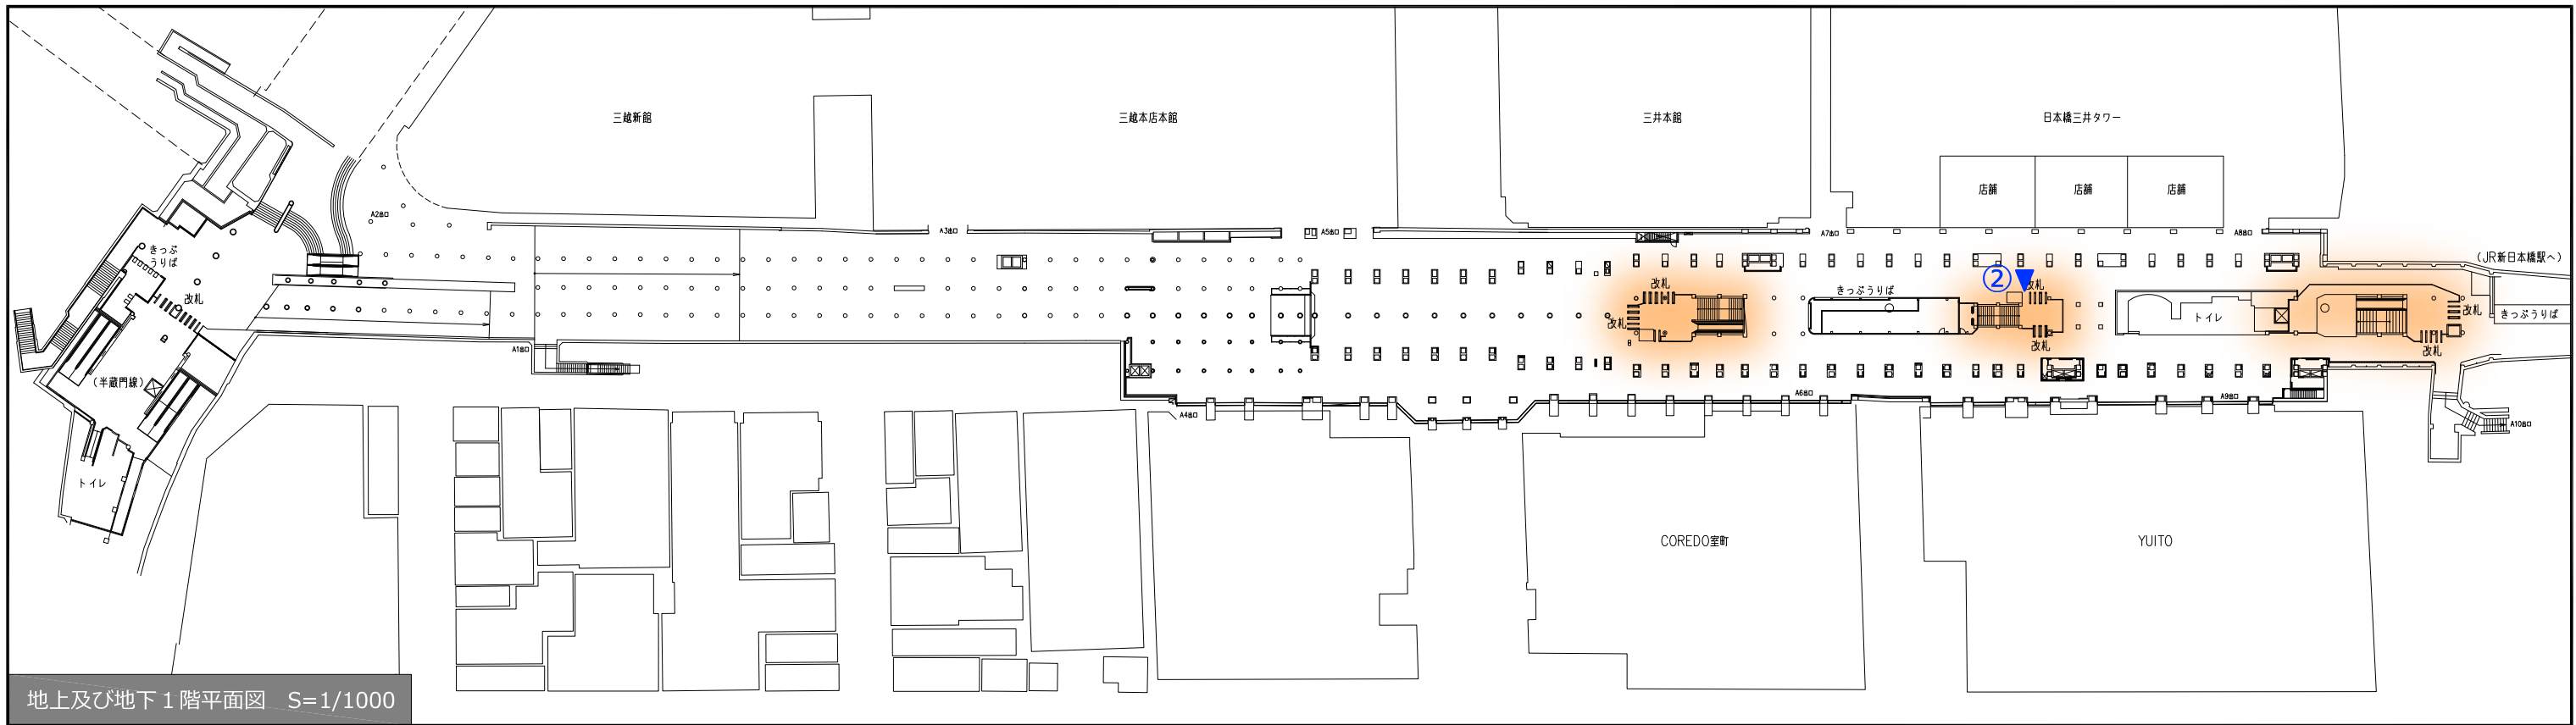 三越新館
三越本店本館
三井本館
日本橋三井タワー
店舗
店舗
店舗
A2出口
A3出口
A5出口
A7出口
A8出口
きっぷ
うりば
改札
(JR新日本橋駅へ)
②
改札
改札
きっぷうりば
改札
改札
トイレ
改札
改札
きっぷうりば
A1出口
(半蔵門線)
A4出口
A6出口
A9出口
A10出口
トイレ
COREDO室町
YUITO
地上及び地下1階平面図 S=1/1000